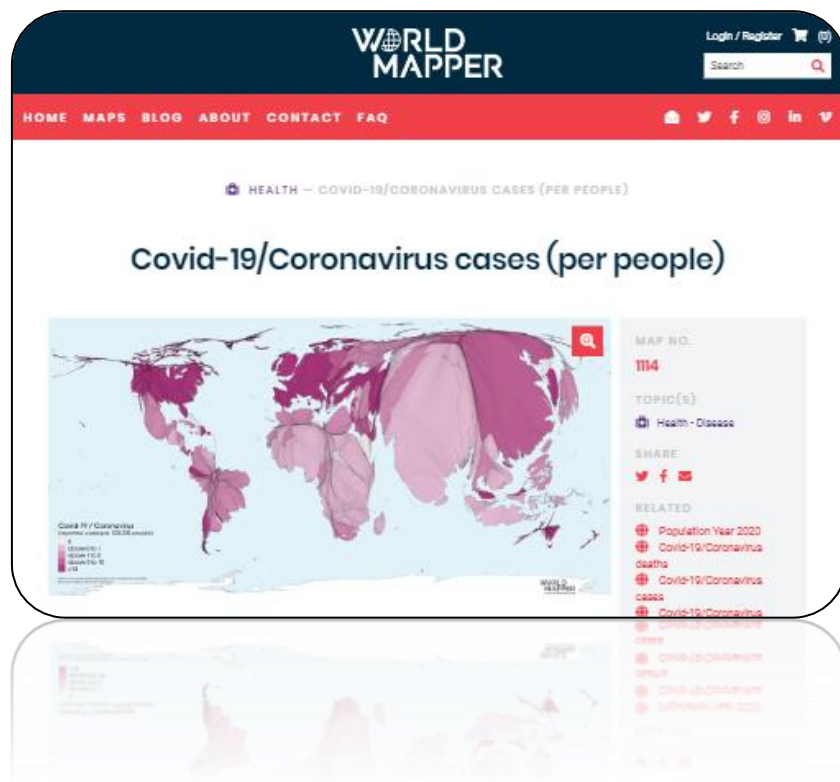 WORLD
MAPPER
Login / Register (0)
Search
HOME MAPS BLOG ABOUT CONTACT FAQ
HEALTH — COVID-19/CORONAVIRUS CASES (PER PEOPLE)
Covid-19/Coronavirus cases (per people)
MAP NO.
1114
TOPIC(S)
Health - Disease
SHARE
RELATED
Population Year 2020
Covid-19/Coronavirus
deaths
Covid-19/Coronavirus
cases
Covid-19/Coronavirus
Covid-19 / Coronavirus
WORLD
MAPPER